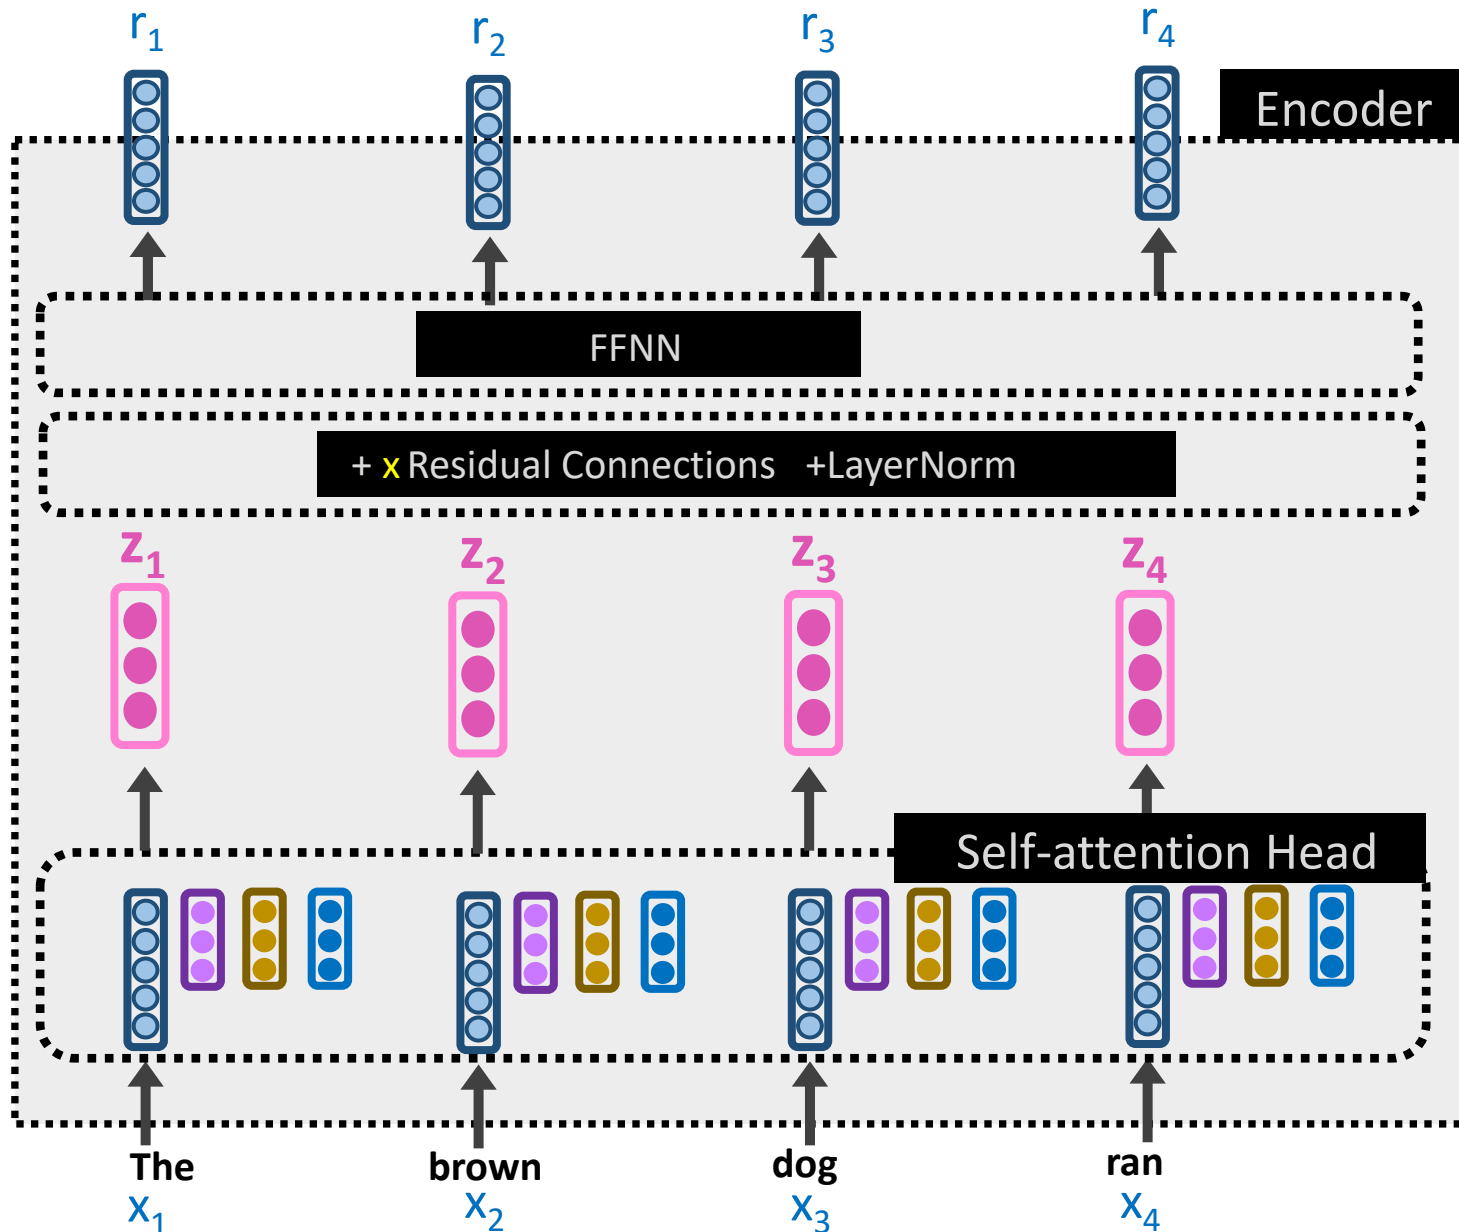 r1 r2 r3 r4
Encoder
FFNN
+ x Residual Connections +LayerNorm
z1 z2 z3 z4
Self-attention Head
The brown dog ran
x1 x2 x3 x4